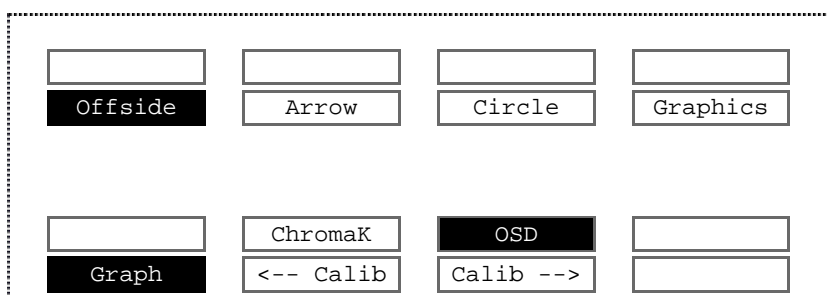 Offside Arrow Circle Graphics
ChromaK OSD
Graph <-- Calib Calib -->